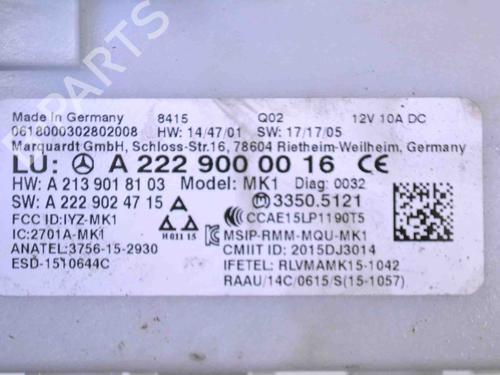 Made in Germany 8415 Q02 12V 10A DC
0618000302802008 HW: 14/47/01 SW: 17/17/05
Marquardt GmbH, Schloss-Str.16, 78604 Rietheim-Weilheim, Germany
LU: A 222 900 00 16 CE
HW: A 213 901 81 03 Model: MK1 Diag: 0032
SW: A 222 902 47 15 3350.5121
FCC ID: IYZ-MK1 CCAE15LP1190T5
IC: 2701A-MK1 H011 15 MSIP-RMM-MQU-MK1
ANATEL: 3756-15-2930 CMIIT ID: 2015DJ3014
ESD-1510644C IFETEL: RLVMAMK15-1042
RAAU/14C/0615/S(15-1057)